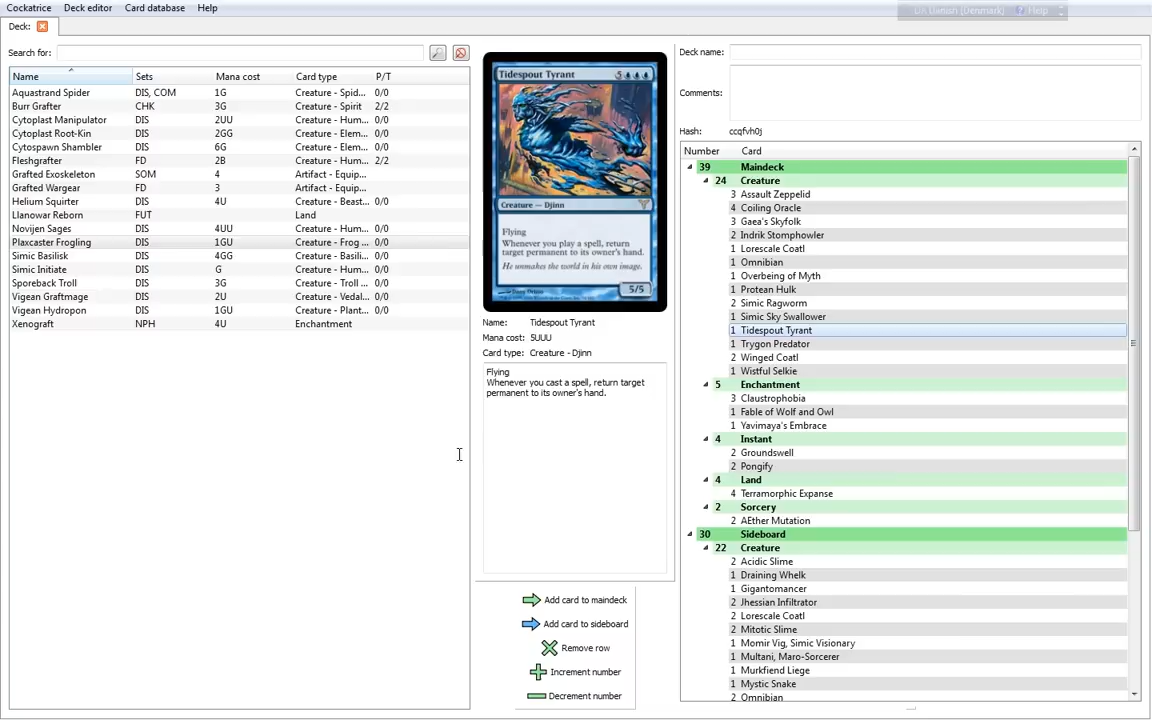 Cockatrice Deck editor Card database Help
DA Danish (Denmark) Help
Deck:
Search for:
Name Sets Mana cost Card type P/T
Aquastrand Spider DIS, COM 1G Creature - Spid... 0/0
Burr Grafter CHK 3G Creature - Spirit 2/2
Cytoplast Manipulator DIS 2UU Creature - Hum... 0/0
Cytoplast Root-Kin DIS 2GG Creature - Elem... 0/0
Cytospawn Shambler DIS 6G Creature - Elem... 0/0
Fleshgrafter FD 2B Creature - Hum... 2/2
Grafted Exoskeleton SOM 4 Artifact - Equip...
Grafted Wargear FD 3 Artifact - Equip...
Helium Squirter DIS 4U Creature - Beast... 0/0
Llanowar Reborn FUT Land
Novijen Sages DIS 4UU Creature - Hum... 0/0
Plaxcaster Frogling DIS 1GU Creature - Frog ... 0/0
Simic Basilisk DIS 4GG Creature - Basili... 0/0
Simic Initiate DIS G Creature - Hum... 0/0
Sporeback Troll DIS 3G Creature - Troll ... 0/0
Vigean Graftmage DIS 2U Creature - Vedal... 0/0
Vigean Hydropon DIS 1GU Creature - Plant... 0/0
Xenograft NPH 4U Enchantment
Tidespout Tyrant 5
Creature — Djinn
Flying
Whenever you play a spell, return
target permanent to its owner's hand.
He unmakes the world in his own image.
5/5
Name: Tidespout Tyrant
Mana cost: 5UUU
Card type: Creature - Djinn
Flying
Whenever you cast a spell, return target
permanent to its owner's hand.
Add card to maindeck
Add card to sideboard
Remove row
Increment number
Decrement number
Deck name:
Comments:
Hash: ccqfvh0j
Number Card
39 Maindeck
24 Creature
3 Assault Zeppelid
4 Coiling Oracle
3 Gaea's Skyfolk
2 Indrik Stomphowler
1 Lorescale Coatl
1 Omnibian
1 Overbeing of Myth
1 Protean Hulk
2 Simic Ragworm
1 Simic Sky Swallower
1 Tidespout Tyrant
1 Trygon Predator
2 Winged Coatl
1 Wistful Selkie
5 Enchantment
3 Claustrophobia
1 Fable of Wolf and Owl
1 Yavimaya's Embrace
4 Instant
2 Groundswell
2 Pongify
4 Land
4 Terramorphic Expanse
2 Sorcery
2 AEther Mutation
30 Sideboard
22 Creature
2 Acidic Slime
1 Draining Whelk
1 Gigantomancer
2 Jhessian Infiltrator
2 Lorescale Coatl
2 Mitotic Slime
1 Momir Vig, Simic Visionary
1 Multani, Maro-Sorcerer
1 Murkfiend Liege
1 Mystic Snake
2 Omnibian